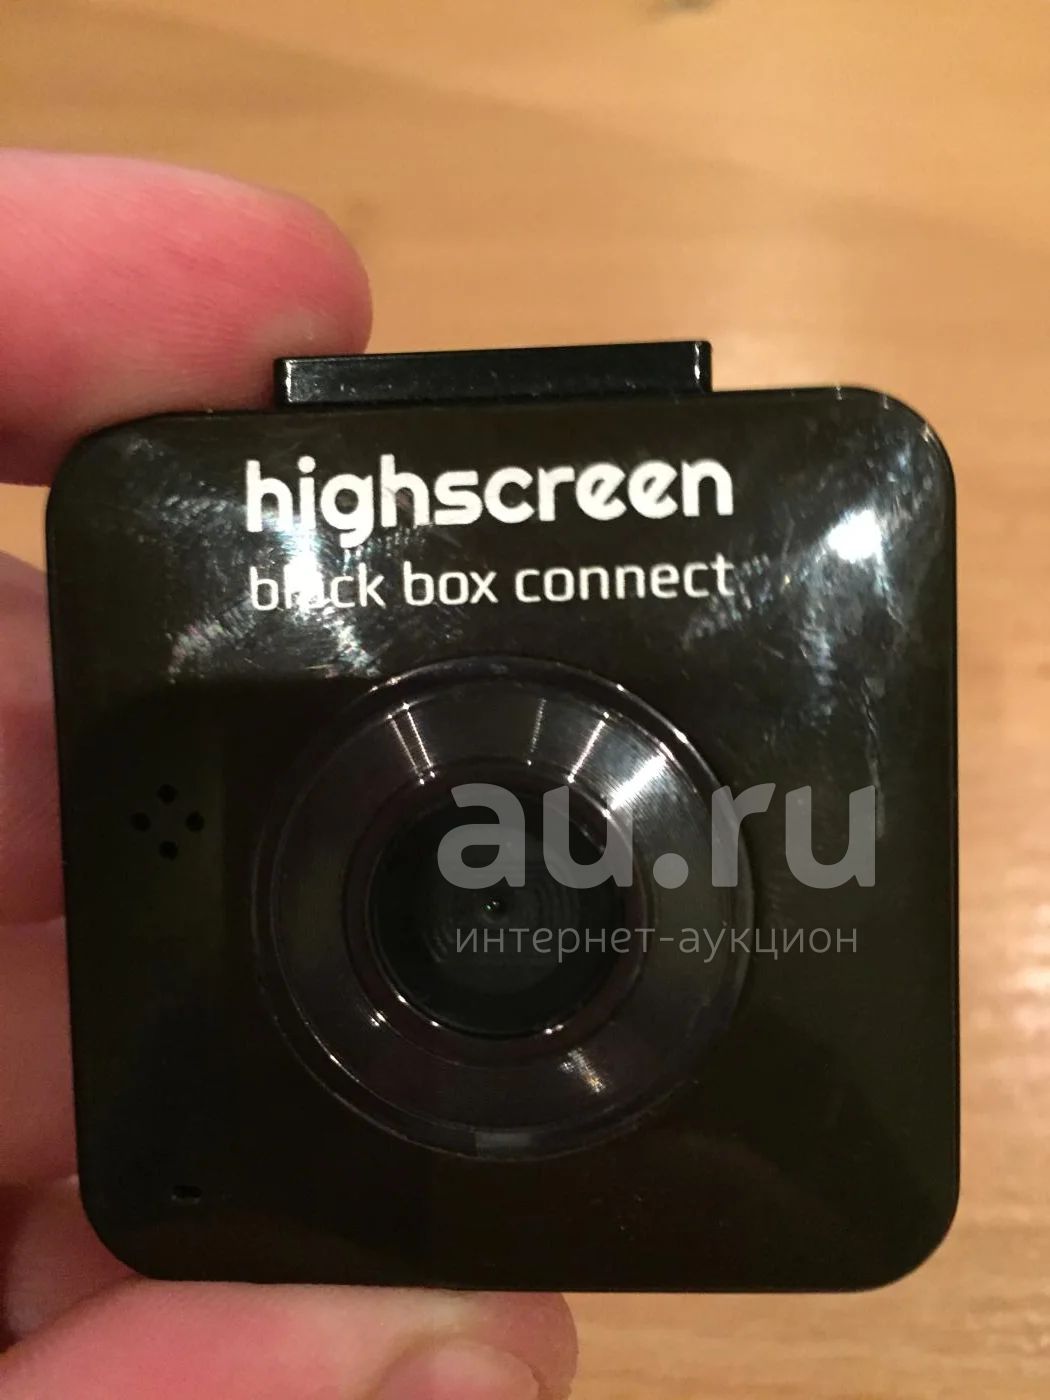 highscreen
black box connect
au.ru
интернет-аукцион